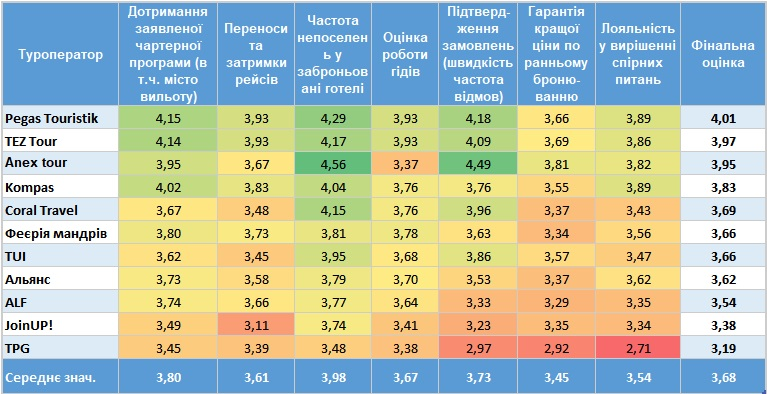 Туроператор
Дотримання
заявленої
чартерної
програми (в
т.ч. місто
вильоту)
Переноси
та
затримки
рейсів
Частота
непоселен
ь у
заброньов
ані готелі
Оцінка
роботи
гідів
Підтверд-
ження
замовлень
(швидкість
частота
відмов)
Гарантія
кращої
ціни по
ранньому
броню-
ванню
Лояльність
у вирішенні
спірних
питань
Фінальна
оцінка
Pegas Touristik 4,15 3,93 4,29 3,93 4,18 3,66 3,89 4,01
TEZ Tour 4,14 3,93 4,17 3,93 4,09 3,69 3,86 3,97
Anex tour 3,95 3,67 4,56 3,37 4,49 3,81 3,82 3,95
Kompas 4,02 3,83 4,04 3,76 3,76 3,55 3,89 3,83
Coral Travel 3,67 3,48 4,15 3,76 3,96 3,37 3,43 3,69
Феєрія мандрів 3,80 3,73 3,81 3,78 3,63 3,34 3,56 3,66
TUI 3,62 3,45 3,95 3,68 3,86 3,57 3,47 3,66
Альянс 3,73 3,58 3,79 3,70 3,53 3,37 3,62 3,62
ALF 3,74 3,66 3,77 3,64 3,33 3,29 3,35 3,54
JoinUP! 3,49 3,11 3,74 3,41 3,23 3,35 3,34 3,38
TPG 3,45 3,39 3,48 3,38 2,97 2,92 2,71 3,19
Середнє знач. 3,80 3,61 3,98 3,67 3,73 3,45 3,54 3,68